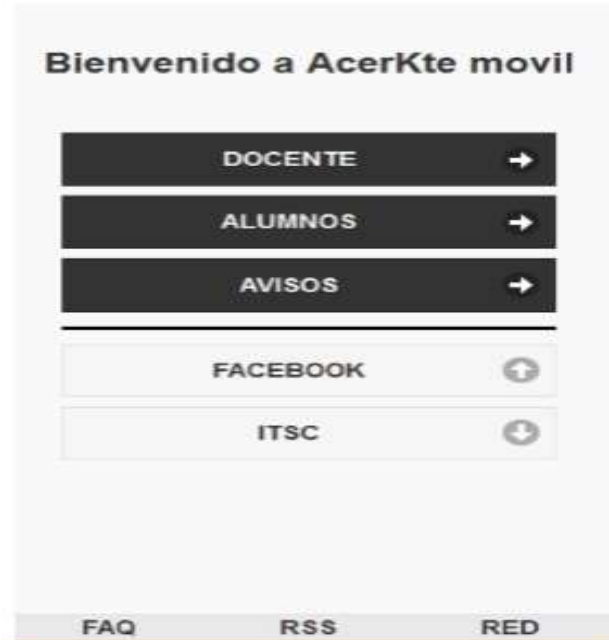 Bienvenido a AcerKte movil
DOCENTE
ALUMNOS
AVISOS
FACEBOOK
ITSC
FAQ RSS RED